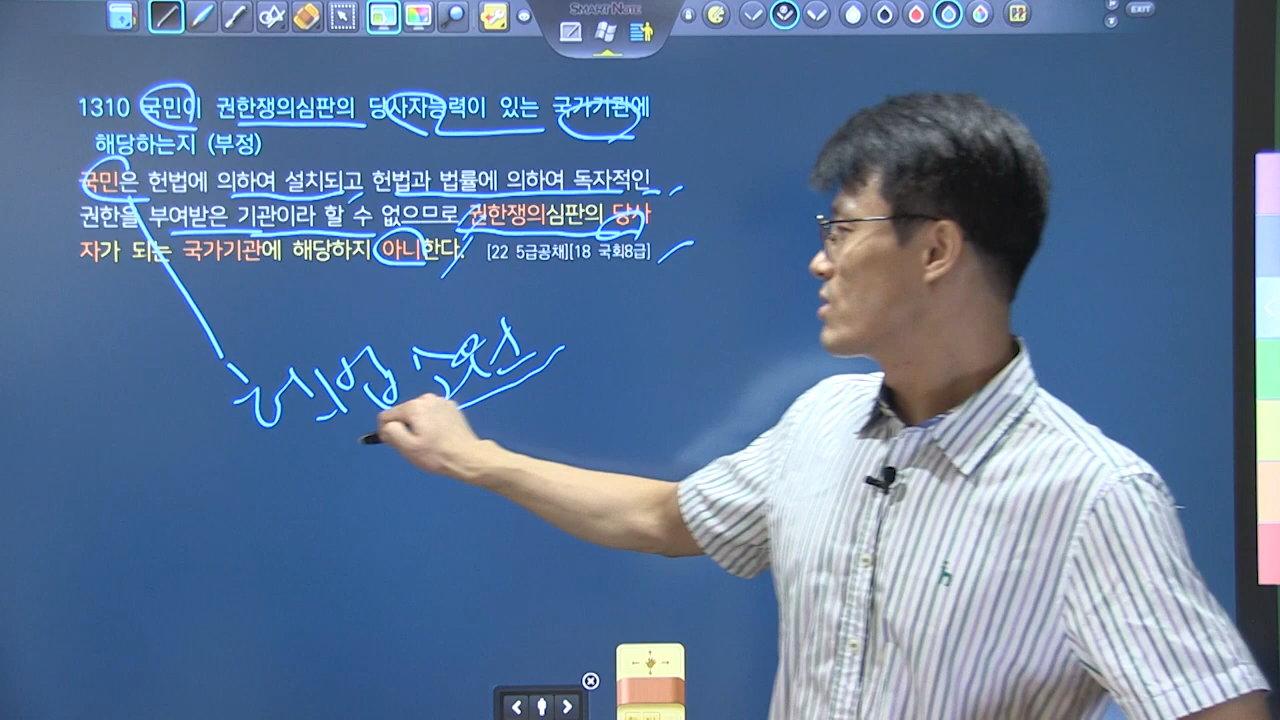 SMART NOTE
EXIT
1310 국민이 권한쟁의심판의 당사자능력이 있는 국가기관에
해당하는지 (부정)
국민은 헌법에 의하여 설치되고 헌법과 법률에 의하여 독자적인
권한을 부여받은 기관이라 할 수 없으므로 권한쟁의심판의 당사
자가 되는 국가기관에 해당하지 아니한다. [22 5급공채][18 국회8급]